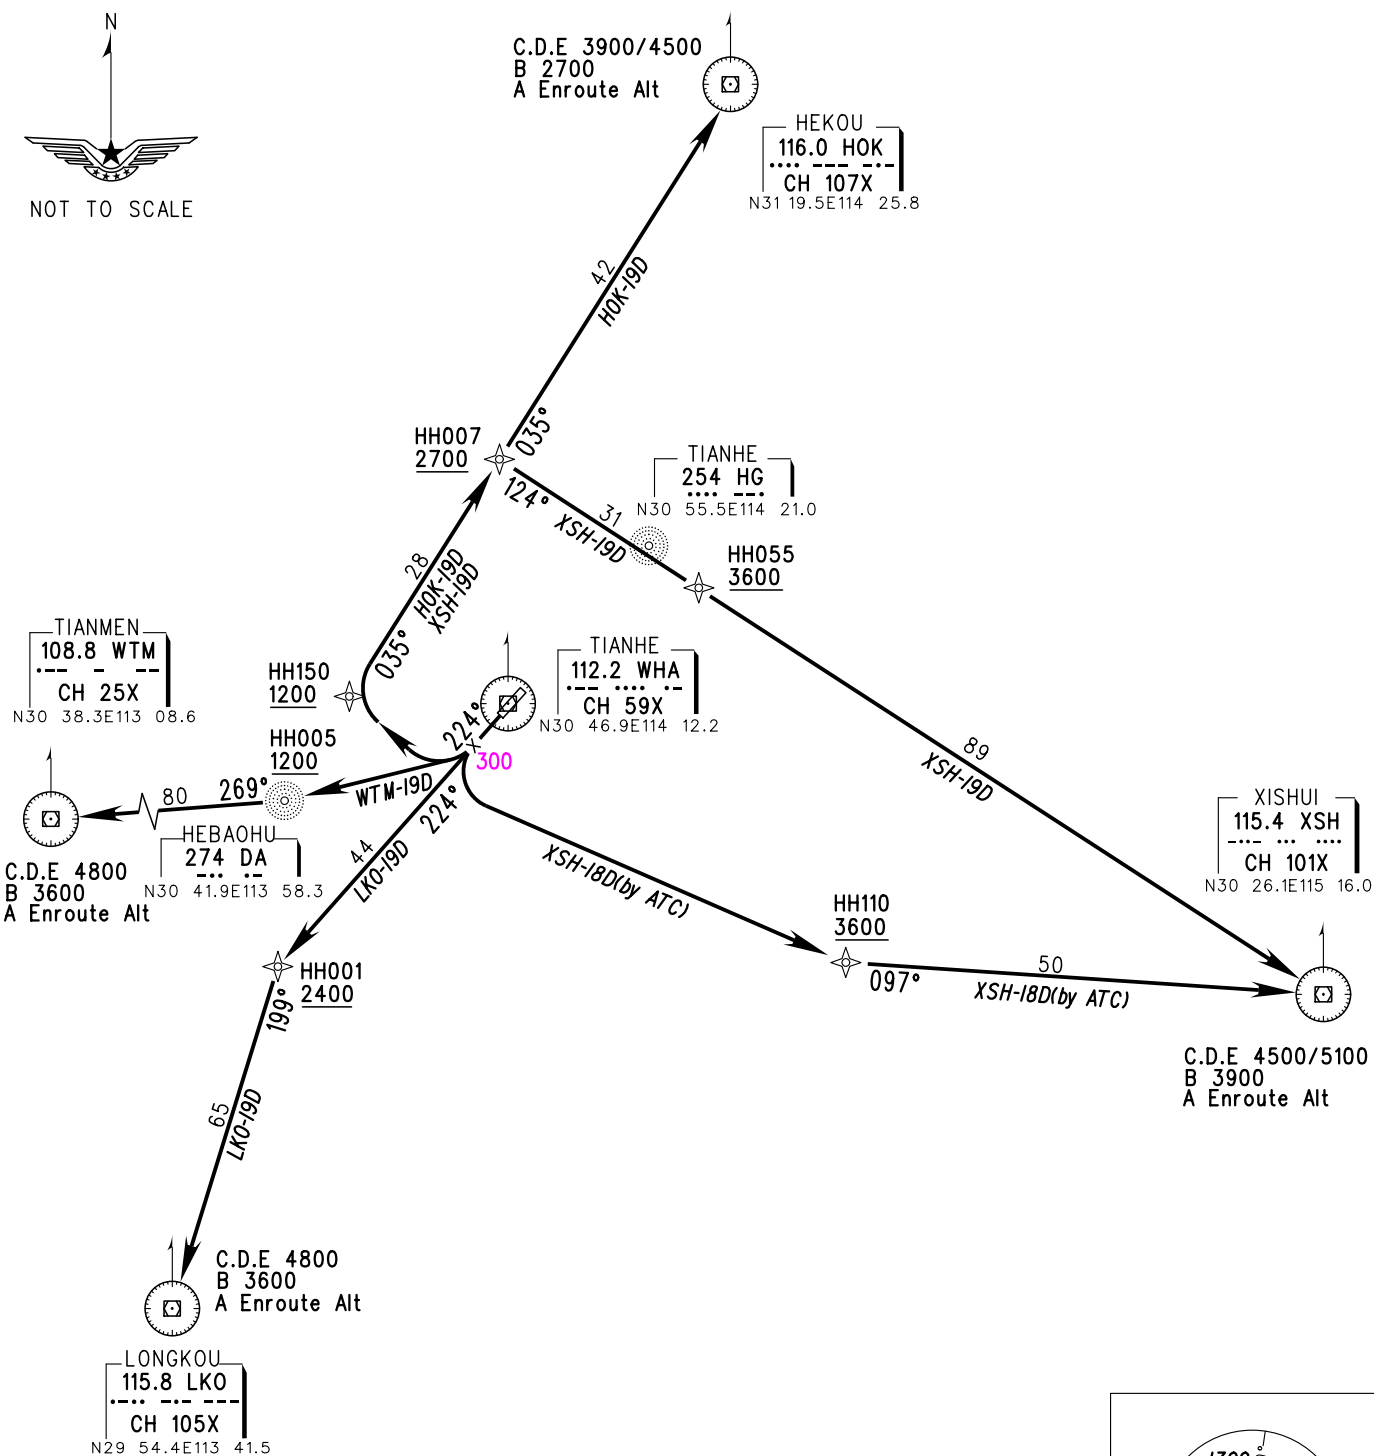 N
NOT TO SCALE
C.D.E 3900/4500
B 2700
A Enroute Alt
HEKOU
116.0 HOK
CH 107X
N31 19.5E114 25.8
42
HOK-19D
HH007
2700
035°
124°
31
XSH-19D
TIANHE
254 HG
N30 55.5E114 21.0
HH055
3600
28
HOK-19D
XSH-19D
035°
TIANMEN
108.8 WTM
CH 25X
N30 38.3E113 08.6
HH150
1200
TIANHE
112.2 WHA
CH 59X
N30 46.9E114 12.2
224°
300
HH005
1200
80
269°
WTM-19D
224°
89
XSH-19D
HEBAOHU
274 DA
N30 41.9E113 58.3
C.D.E 4800
B 3600
A Enroute Alt
44
LKO-19D
XSH-18D(by ATC)
XISHUI
115.4 XSH
CH 101X
N30 26.1E115 16.0
HH110
3600
097°
50
XSH-18D(by ATC)
HH001
2400
199°
C.D.E 4500/5100
B 3900
A Enroute Alt
65
LKO-19D
C.D.E 4800
B 3600
A Enroute Alt
LONGKOU
115.8 LKO
CH 105X
N29 54.4E113 41.5